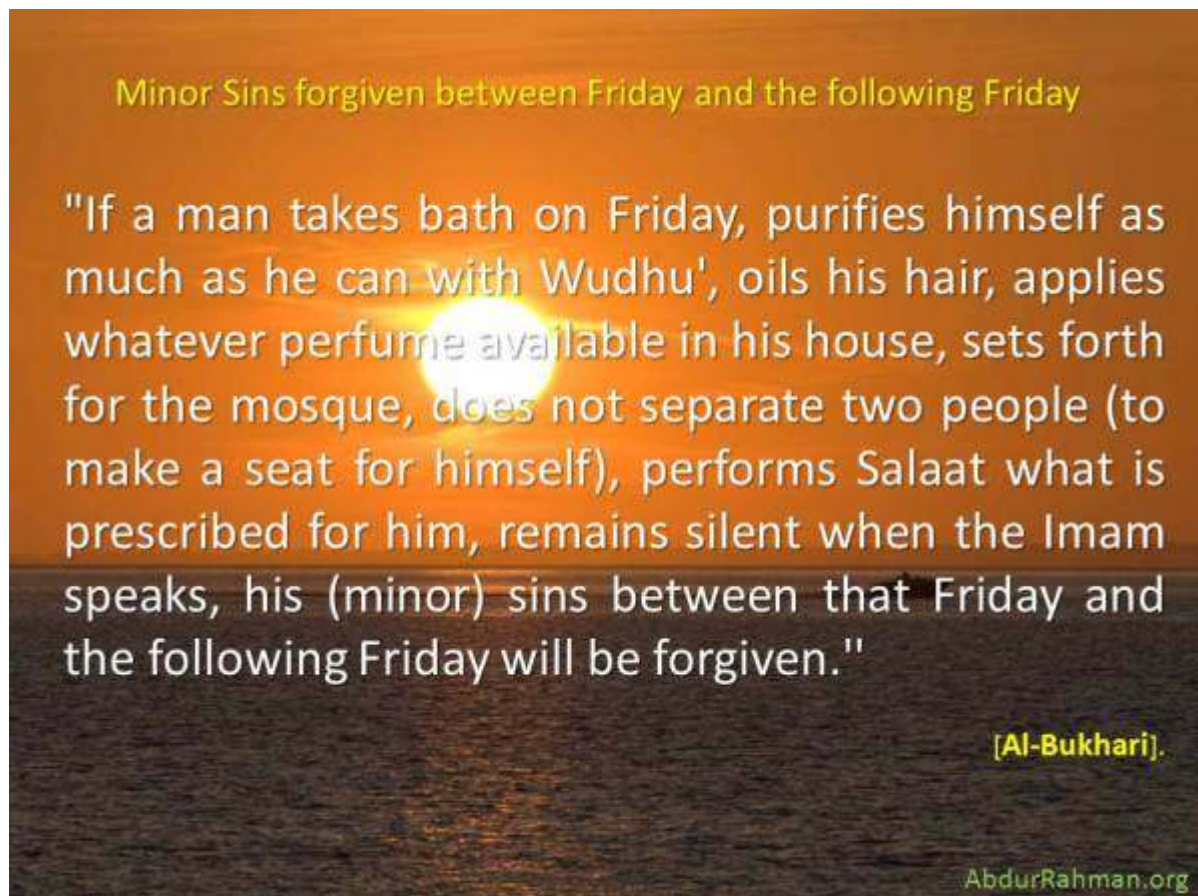 Minor Sins forgiven between Friday and the following Friday
"If a man takes bath on Friday, purifies himself as
much as he can with Wudhu', oils his hair, applies
whatever perfume available in his house, sets forth
for the mosque, does not separate two people (to
make a seat for himself), performs Salaat what is
prescribed for him, remains silent when the Imam
speaks, his (minor) sins between that Friday and
the following Friday will be forgiven."
[Al-Bukhari].
AbdurRahman.org